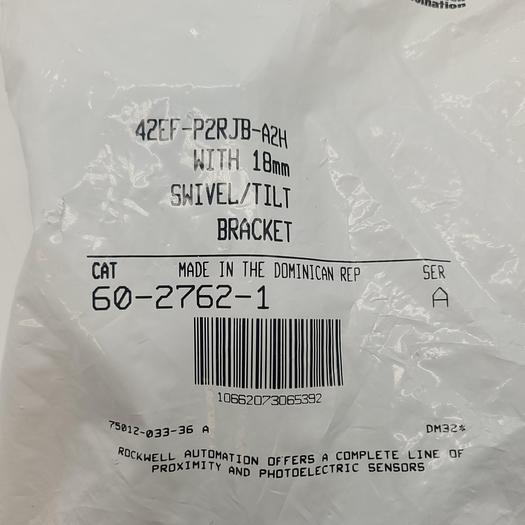 42EF-P2RJB-A2H
WITH 18mm
SWIVEL/TILT
BRACKET
CAT MADE IN THE DOMINICAN REP SER
60-2762-1 A
10662073065392
75012-033-36 A DM32*
ROCKWELL AUTOMATION OFFERS A COMPLETE LINE OF
PROXIMITY AND PHOTOELECTRIC SENSORS